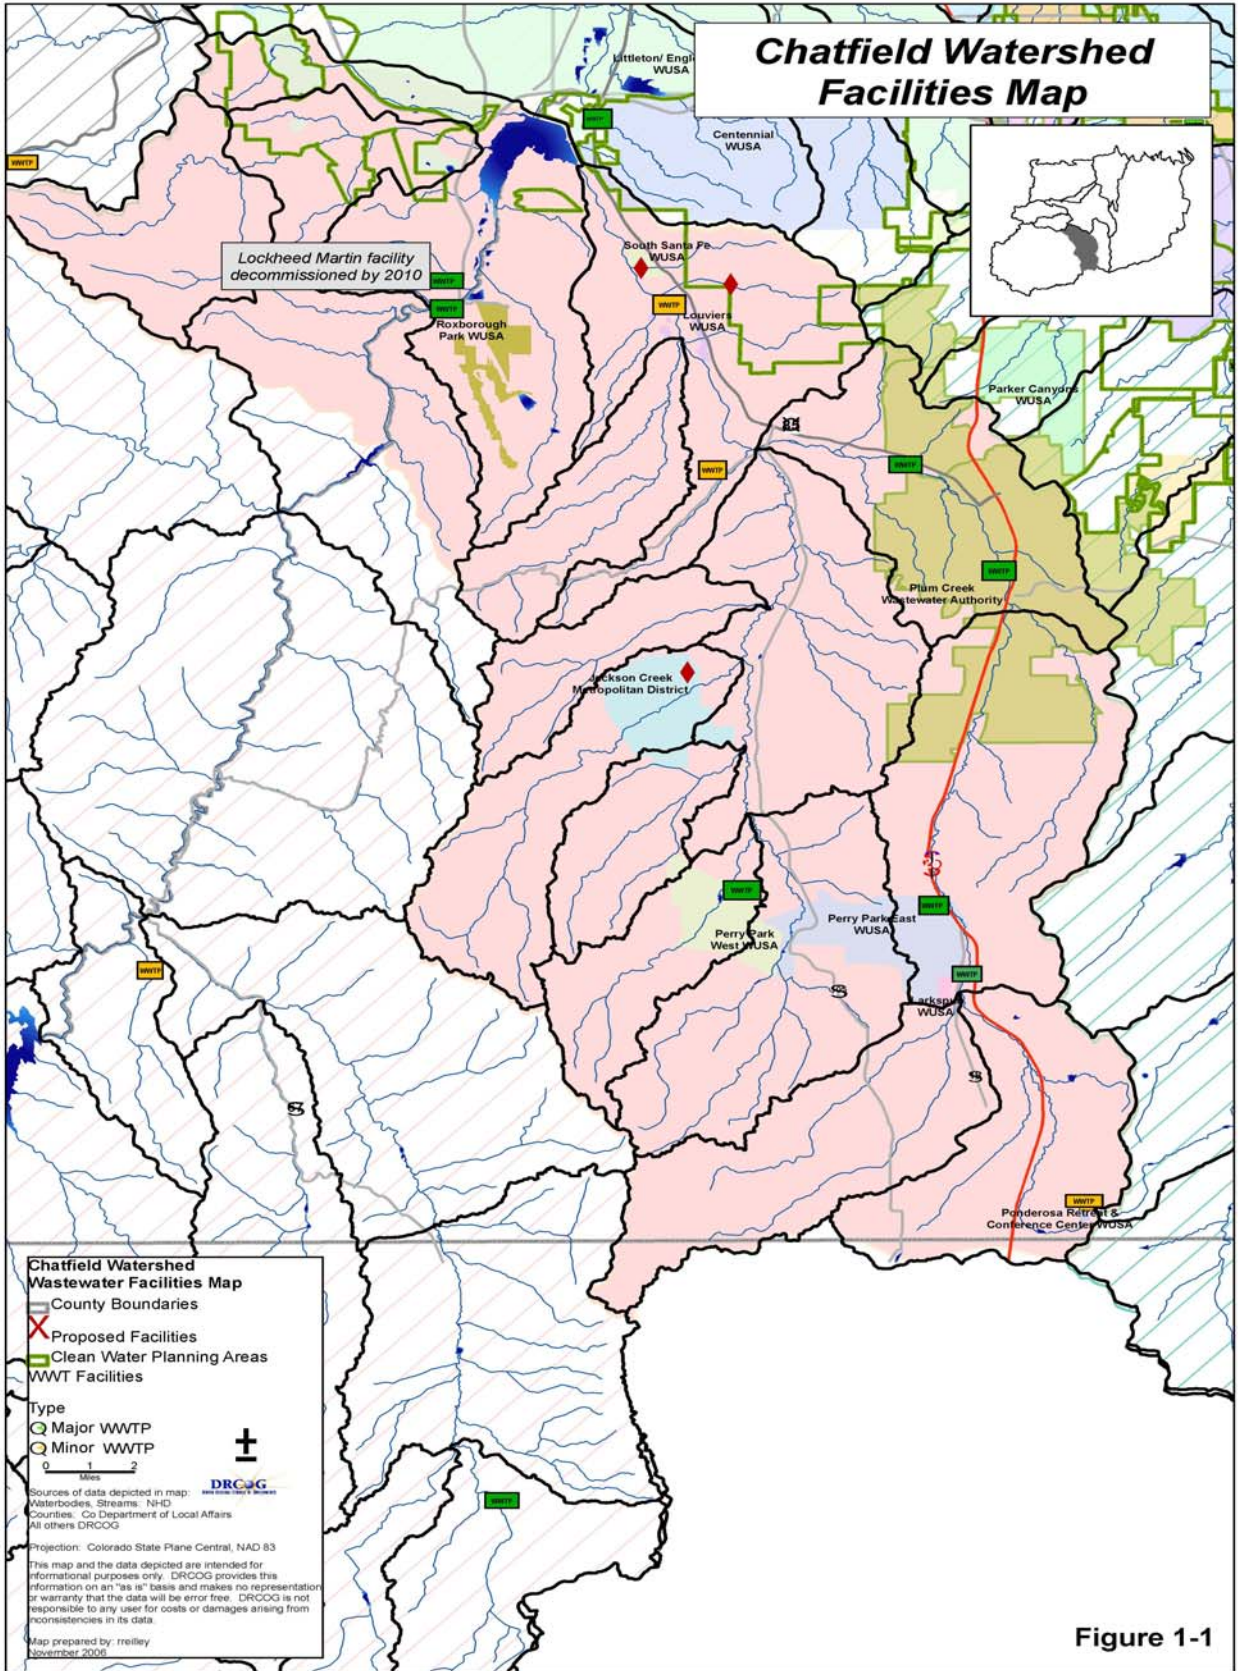 Chatfield Watershed
Facilities Map
Littleton/ Engle
WUSA
WWTP
Centennial
WUSA
WWTP
South Santa Fe
WUSA
Lockheed Martin facility
decommissioned by 2010
WWTP
WWTP
WWTP
Roxborough
Park WUSA
Louviers
WUSA
Parker Canyons
WUSA
85
WWTP
WWTP
WWTP
Plum Creek
Wastewater Authority
Jackson Creek
Metropolitan District
25
WWTP
WWTP
Perry Park East
WUSA
Perry Park
West WUSA
WWTP
WWTP
Larkspur
WUSA
67
WWTP
Ponderosa Retreat &
Conference Center WUSA
WWTP
Chatfield Watershed
Wastewater Facilities Map
County Boundaries
Proposed Facilities
Clean Water Planning Areas
WWT Facilities
Type
Major WWTP
Minor WWTP
0 1 2
Miles
DRCOG
Sources of data depicted in map:
Waterbodies, Streams: NHD
Counties: Co Department of Local Affairs
All others DRCOG
Projection: Colorado State Plane Central, NAD 83
This map and the data depicted are intended for
informational purposes only. DRCOG provides this
information on an "as is" basis and makes no representation
or warranty that the data will be error free. DRCOG is not
responsible to any user for costs or damages arising from
inconsistencies in its data.
Map prepared by: rreilley
November 2006
Figure 1-1